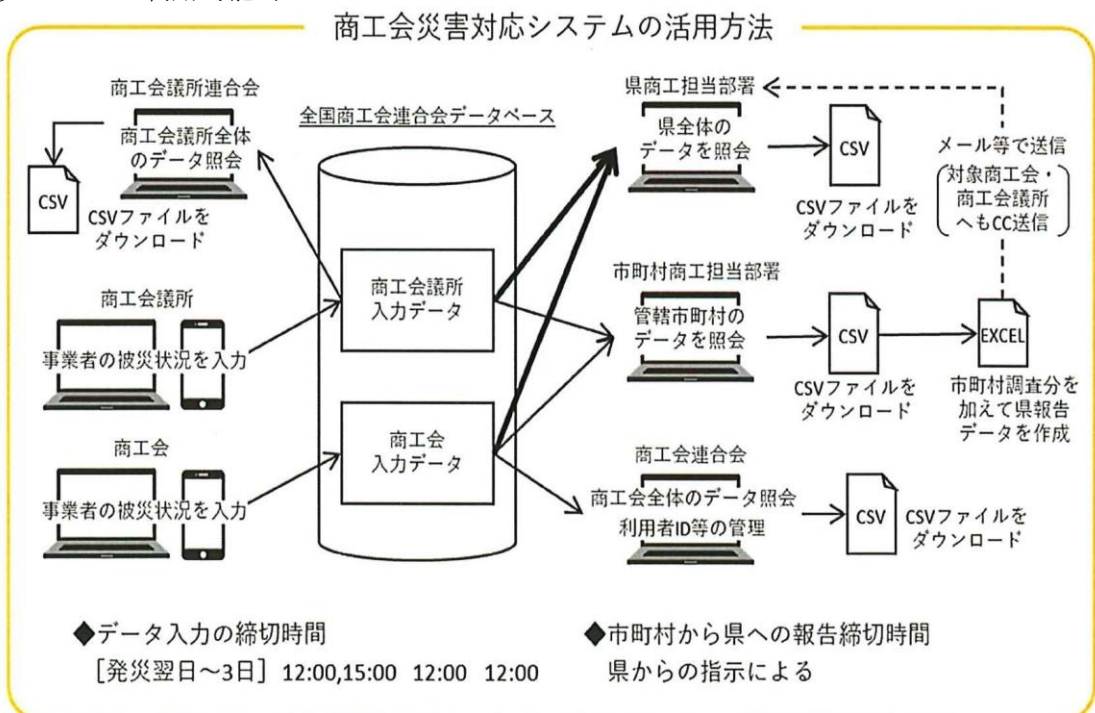 商工会災害対応システムの活用方法
商工会議所連合会
商工会議所全体
のデータ照会
CSV
CSVファイルを
ダウンロード
商工会議所
事業者の被災状況を入力
商工会
事業者の被災状況を入力
全国商工会連合会データベース
商工会議所
入力データ
商工会
入力データ
県商工担当部署
県全体の
データを照会
CSV
CSVファイルを
ダウンロード
メール等で送信
対象商工会・
商工会議所
へもCC送信
市町村商工担当部署
管轄市町村の
データを照会
CSV
CSVファイルを
ダウンロード
EXCEL
市町村調査分を
加えて県報告
データを作成
商工会連合会
商工会全体のデータ照会
利用者ID等の管理
CSV
CSVファイルを
ダウンロード
◆データ入力の締切時間
[発災翌日～3日] 12:00,15:00 12:00 12:00
◆市町村から県への報告締切時間
県からの指示による